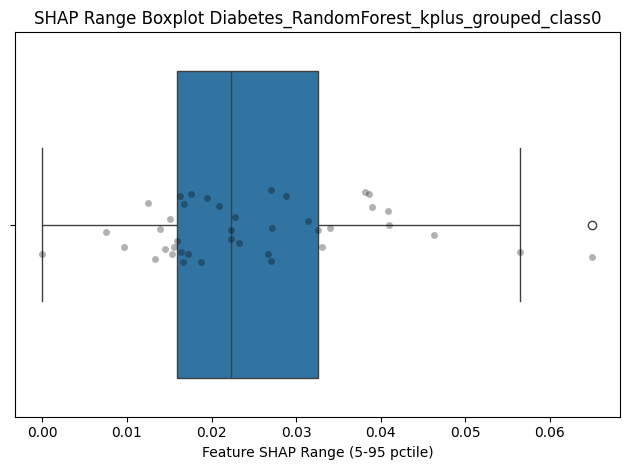 SHAP Range Boxplot Diabetes_RandomForest_kplus_grouped_class0
0.00 0.01 0.02 0.03 0.04 0.05 0.06
Feature SHAP Range (5-95 pctile)